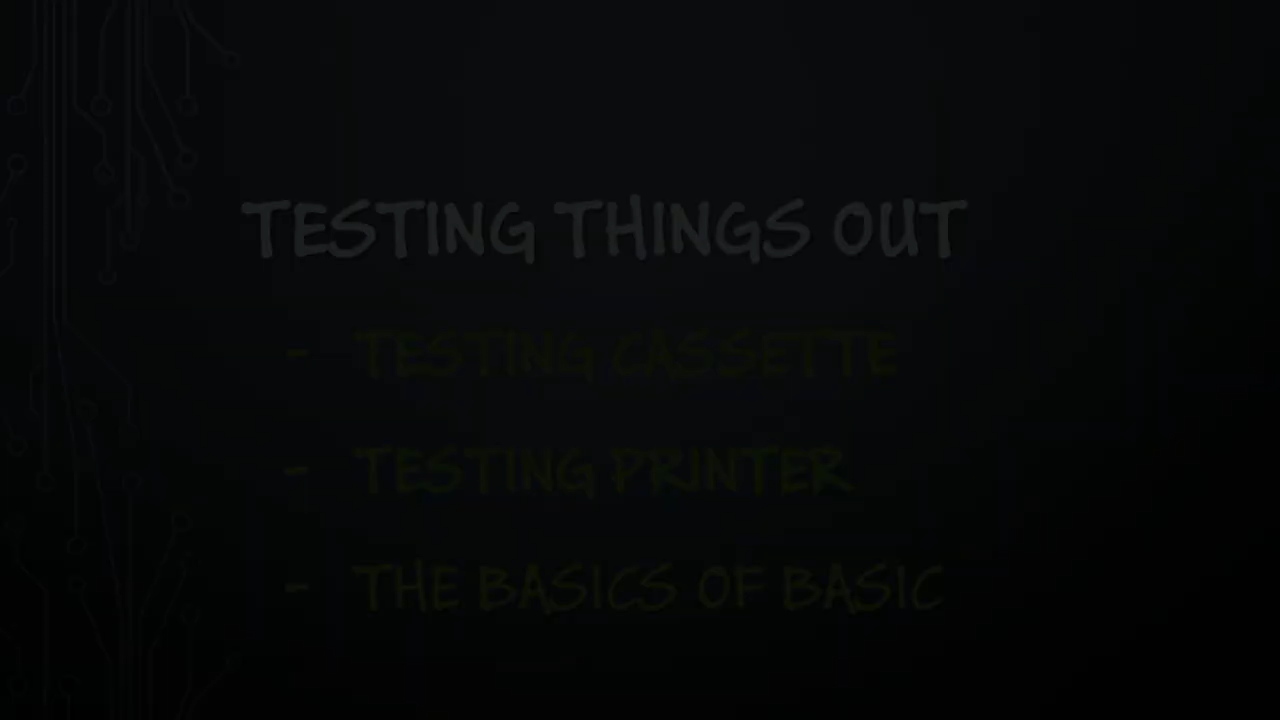 TESTING THINGS OUT
- TESTING CASSETTE
- TESTING PRINTER
- THE BASICS OF BASIC